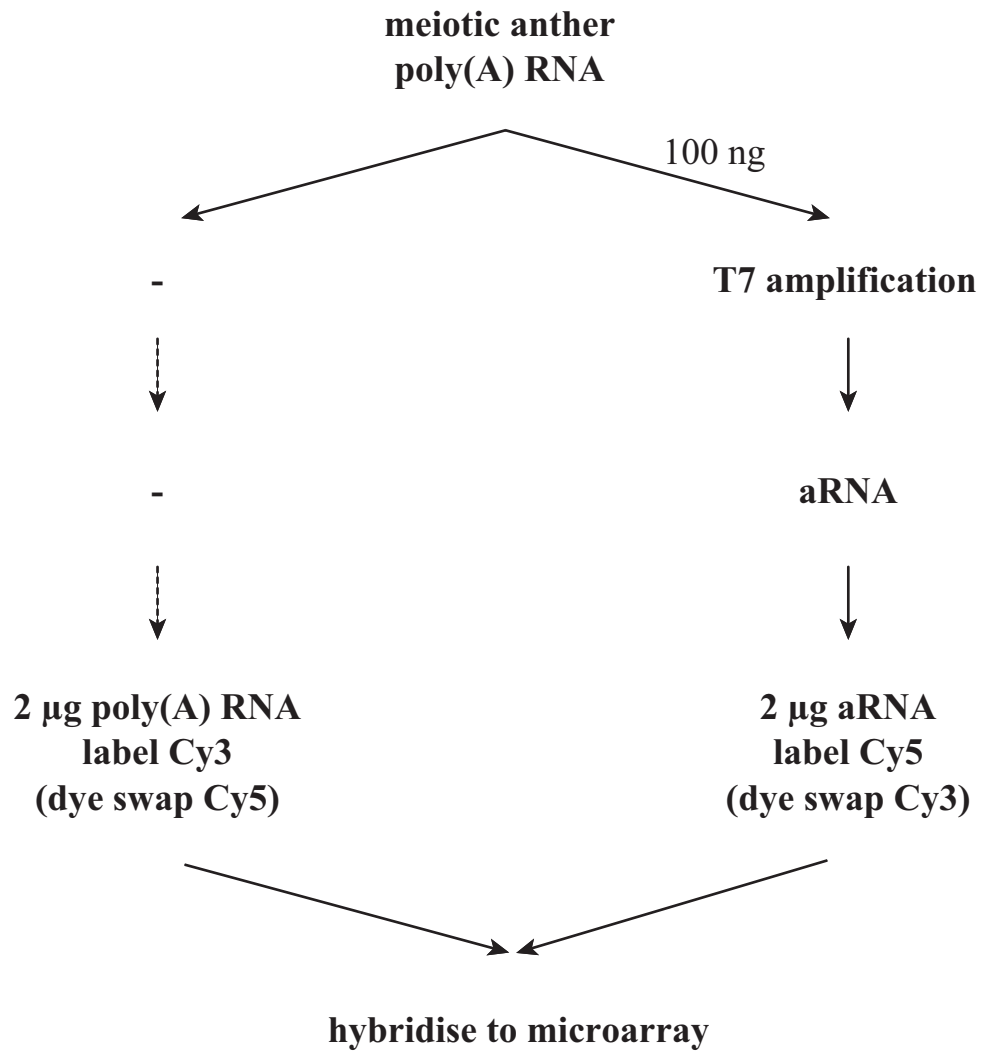 meiotic anther
poly(A) RNA
100 ng
-
T7 amplification
-
aRNA
2 µg poly(A) RNA
label Cy3
(dye swap Cy5)
2 µg aRNA
label Cy5
(dye swap Cy3)
hybridise to microarray